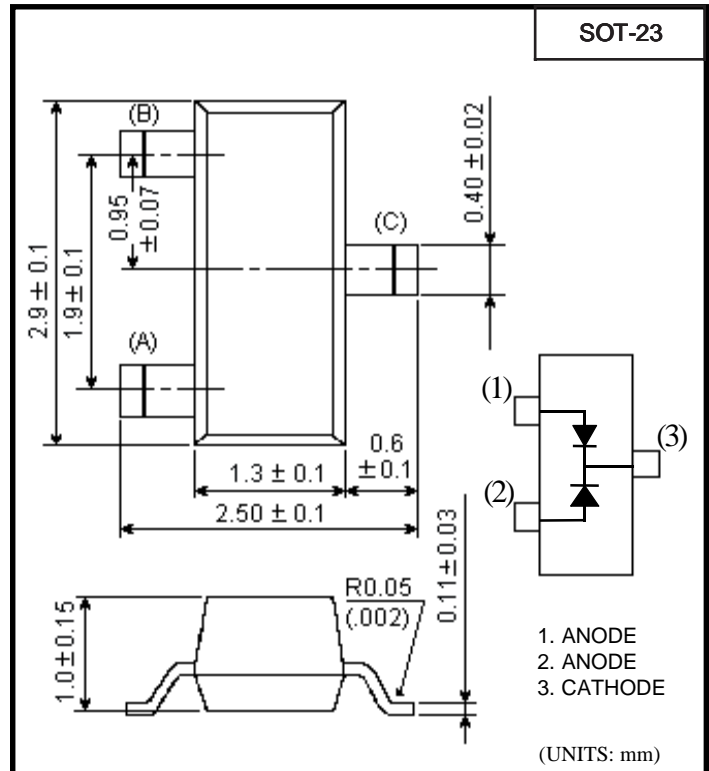 SOT-23
(B)
0.95
±0.07
0.40 ±0.02
(C)
2.9 ± 0.1
1.9 ± 0.1
(A)
(1)
(3)
0.6
±0.1
1.3 ± 0.1
(2)
2.50 ± 0.1
R0.05
(.002)
0.11±0.03
1.0±0.15
1. ANODE
2. ANODE
3. CATHODE
(UNITS: mm)